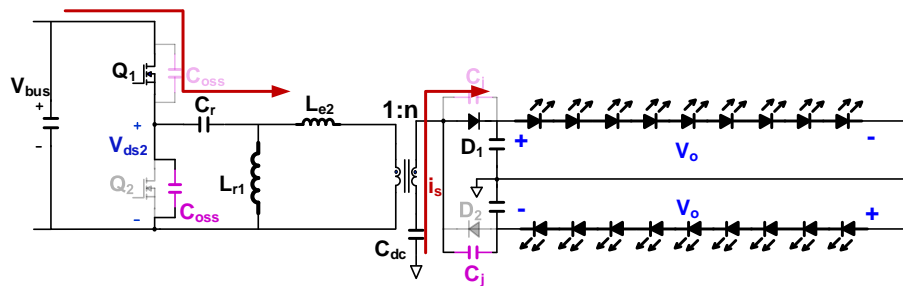 Q1
Coss
Vbus
+
-
Cr
Le2
1:n
Cj
+
Vds2
-
Lr1
Q2
Coss
is
Cdc
D1
+
Vo
-
D2
-
Vo
+
Cj